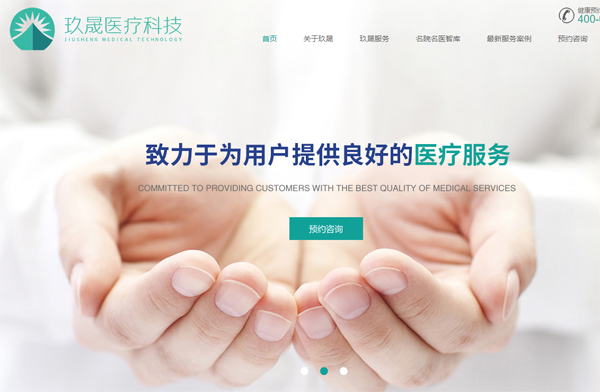 玖晟医疗科技
JIUSHENG MEDICAL TECHNOLOGY
健康预约
400-
首页 关于玖晟 玖晟服务 名院名医智库 最新服务案例 预约咨询
致力于为用户提供良好的医疗服务
COMMITTED TO PROVIDING CUSTOMERS WITH THE BEST QUALITY OF MEDICAL SERVICES
预约咨询